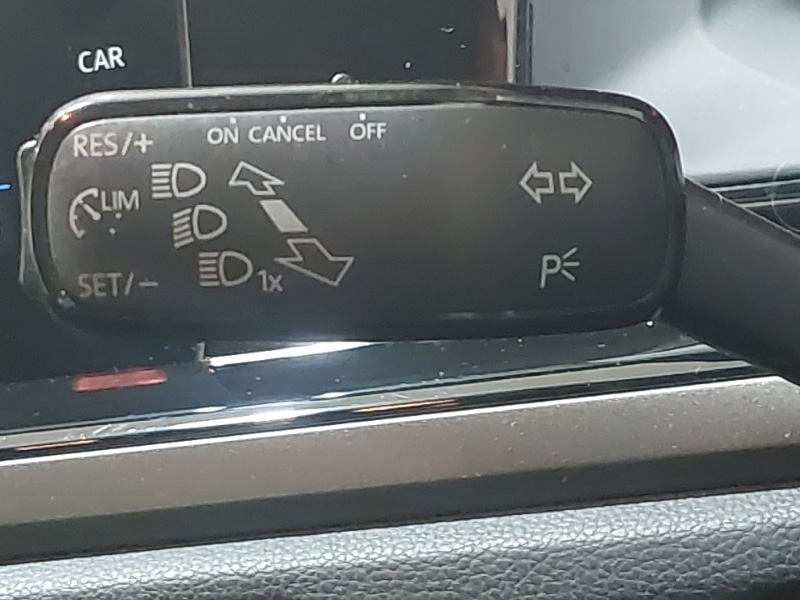 CAR
ON CANCEL OFF
RES/+
LIM
SET/-
1x
P